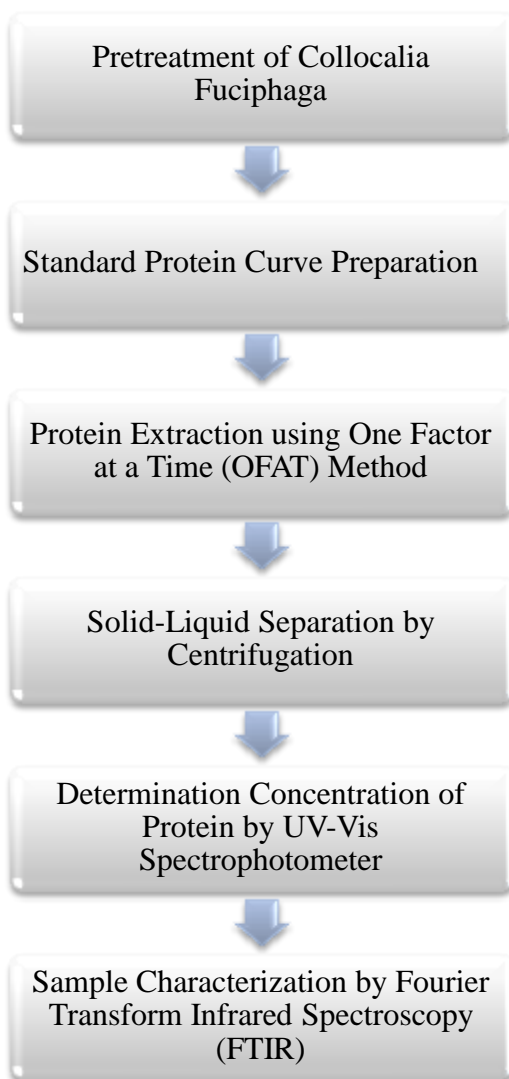 Pretreatment of Collocalia
Fuciphaga
Standard Protein Curve Preparation
Protein Extraction using One Factor
at a Time (OFAT) Method
Solid-Liquid Separation by
Centrifugation
Determination Concentration of
Protein by UV-Vis
Spectrophotometer
Sample Characterization by Fourier
Transform Infrared Spectroscopy
(FTIR)